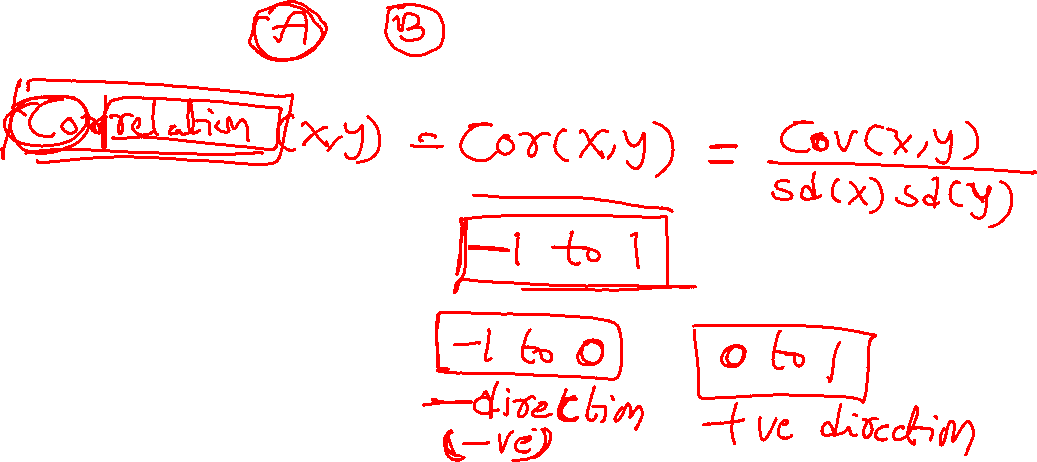 A B
Correlation (x,y) = Cor(x,y) = Cov(x,y)
sd(x) sd(y)
-1 to 1
-1 to 0 0 to 1
-direction +ve direction
(-ve)